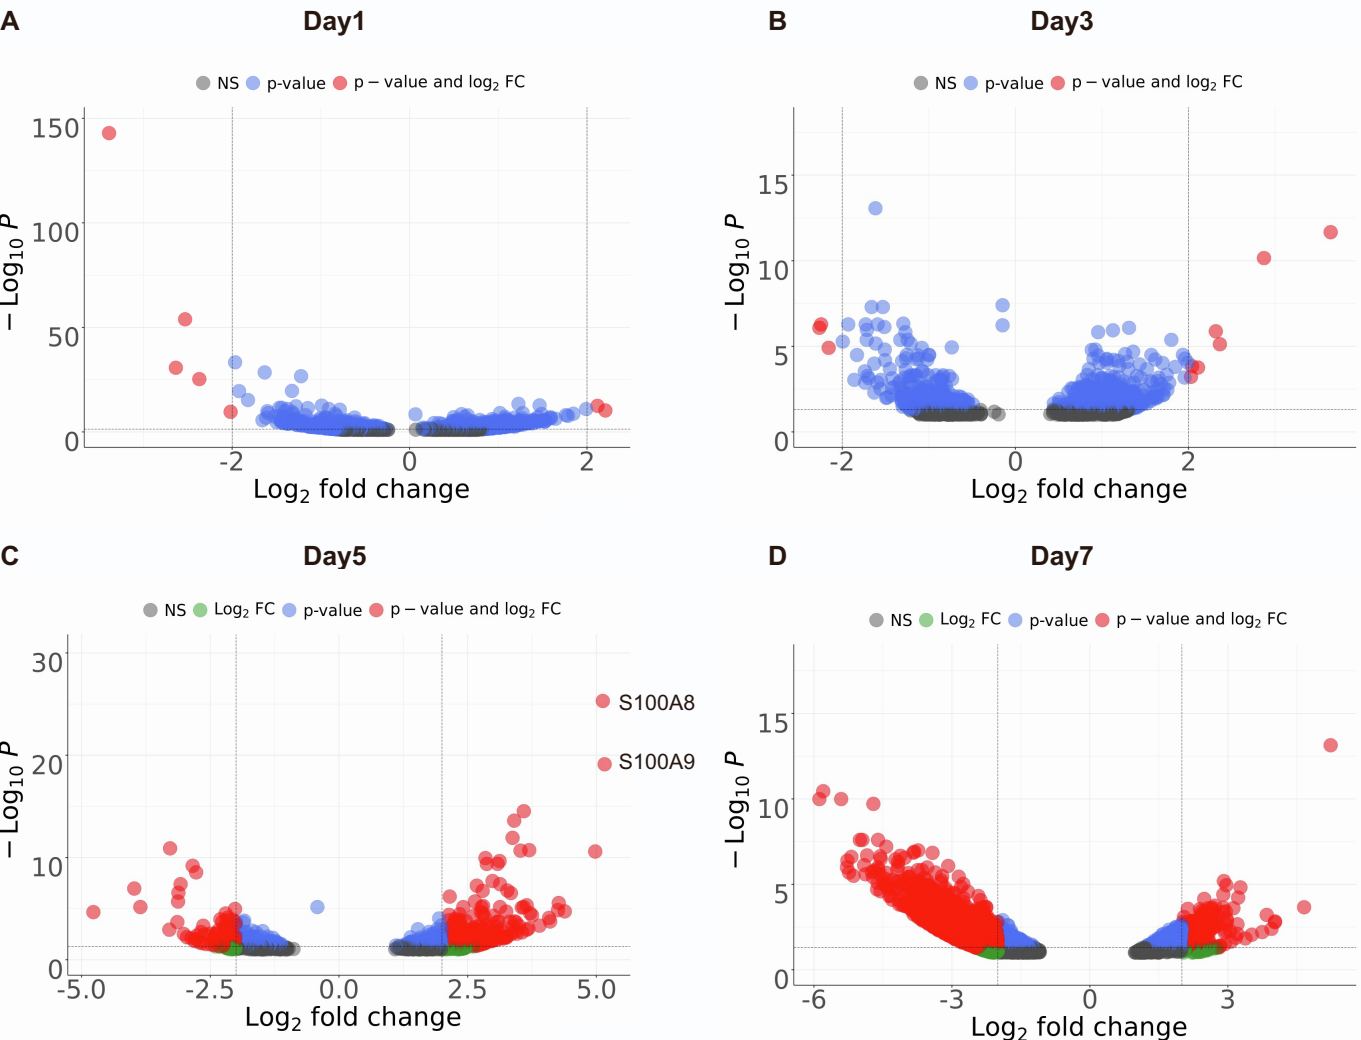 A Day1
NS p-value p − value and log₂ FC
150
100
50
0
− Log₁₀ P
-2 0 2
Log₂ fold change
B Day3
NS p-value p − value and log₂ FC
15
10
5
0
− Log₁₀ P
-2 0 2
Log₂ fold change
C Day5
NS Log₂ FC p-value p − value and log₂ FC
30
20
10
0
− Log₁₀ P
S100A8
S100A9
-5.0 -2.5 0.0 2.5 5.0
Log₂ fold change
D Day7
NS Log₂ FC p-value p − value and log₂ FC
15
10
5
0
− Log₁₀ P
-6 -3 0 3
Log₂ fold change